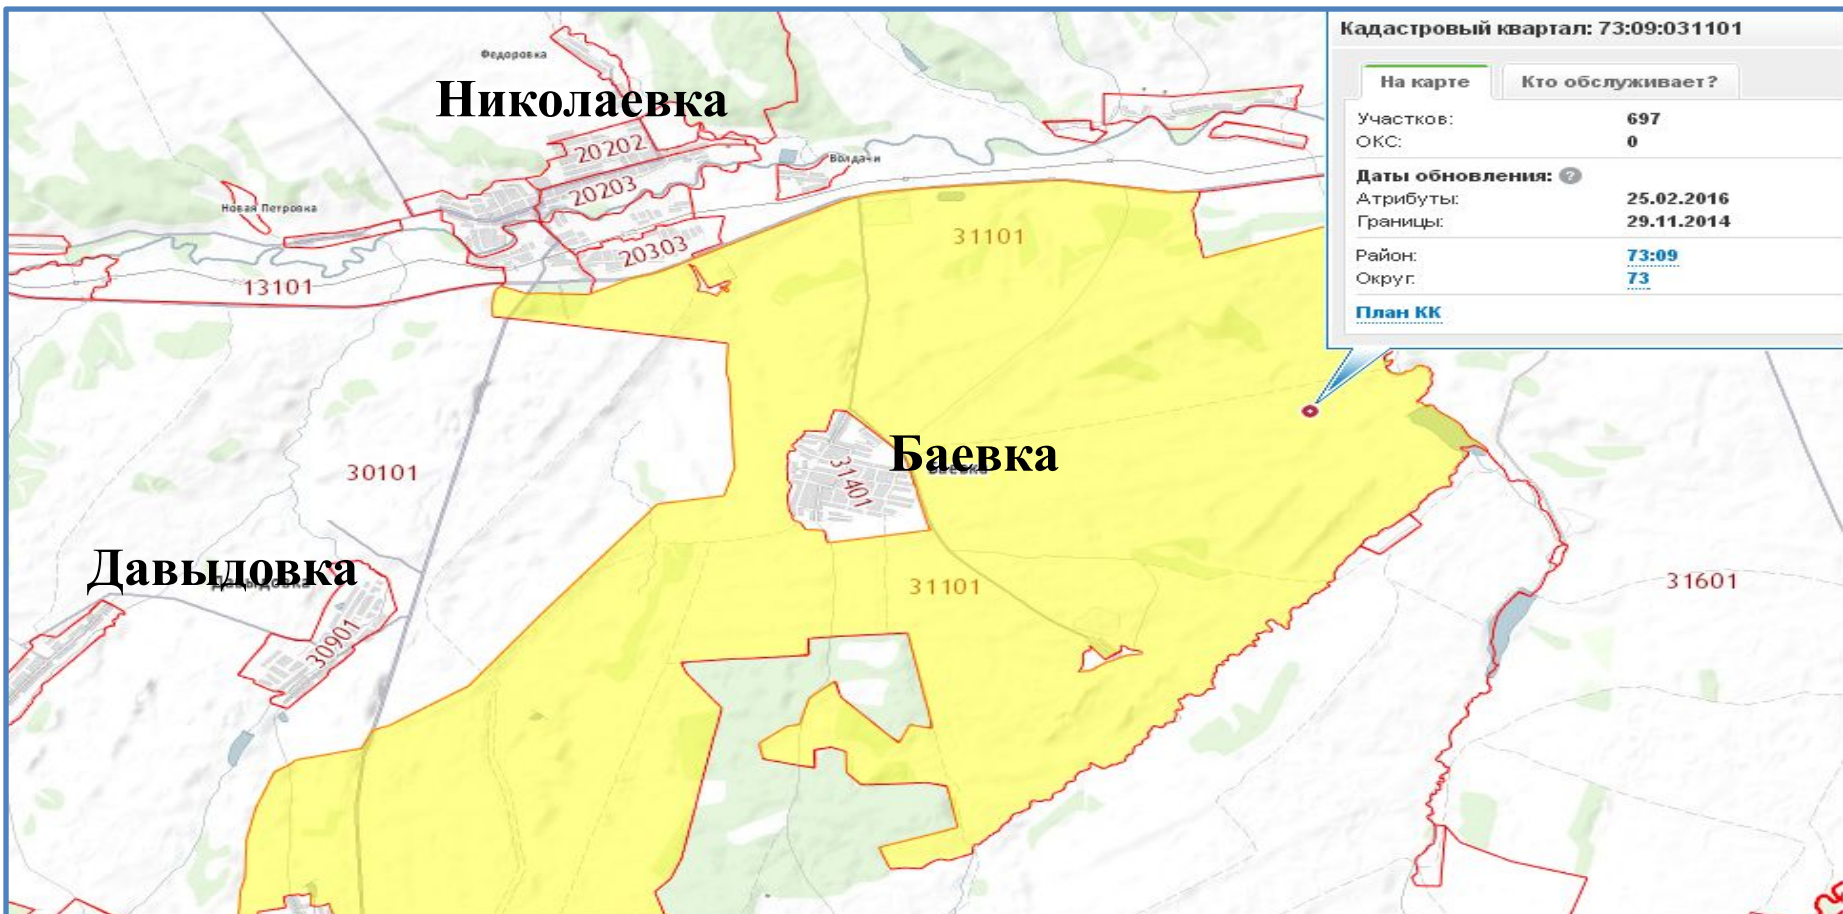 Кадастровый квартал: 73:09:031101
На карте
Кто обслуживает?
Участков: 697
ОКС: 0
Даты обновления: ?
Атрибуты: 25.02.2016
Границы: 29.11.2014
Район: 73:09
Округ: 73
План КК
Федоровка
Николаевка
20202
Волдачи
20203
Новая Петровка
31101
20303
13101
Баевка
30101
31401
Давыдовка
Давыдовка
31101
31601
30901